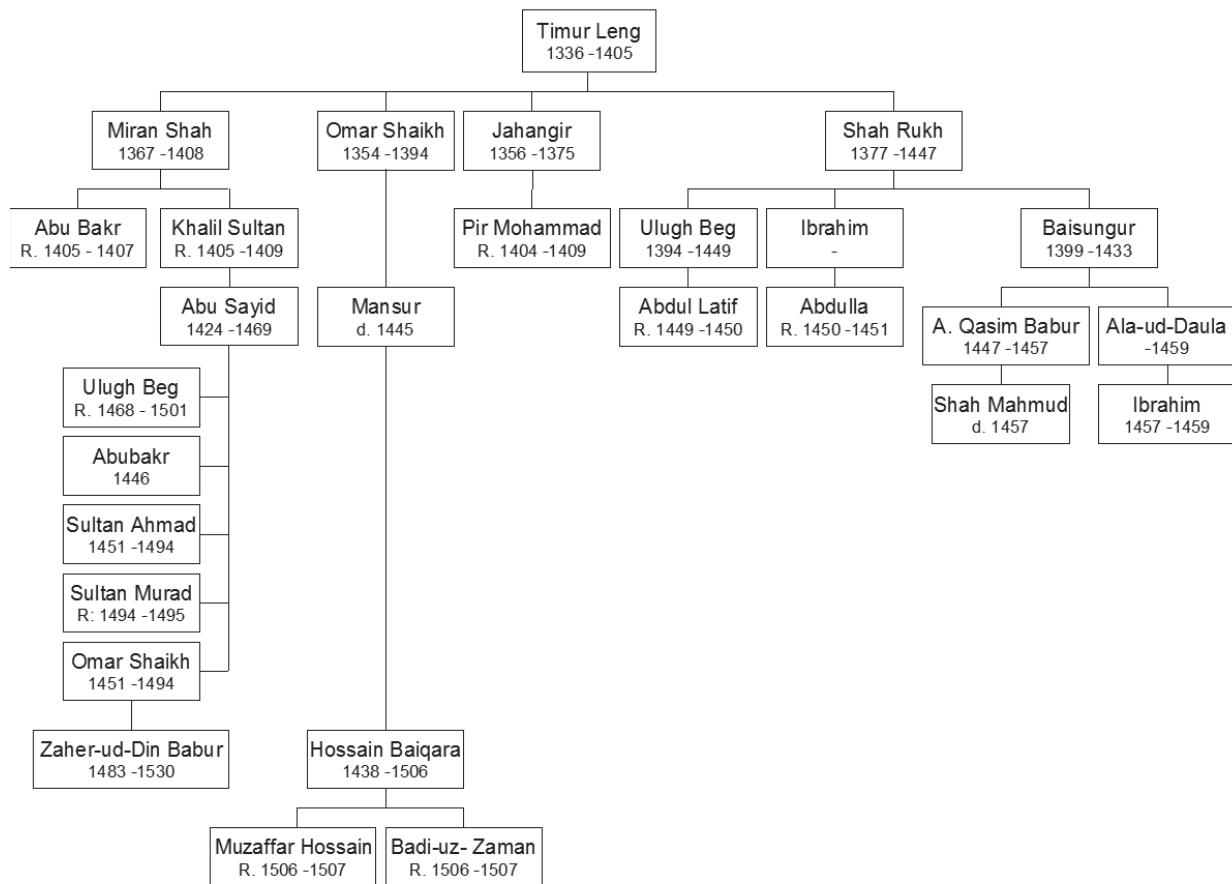 Timur Leng
1336 -1405
Miran Shah
1367 -1408
Omar Shaikh
1354 -1394
Jahangir
1356 -1375
Shah Rukh
1377 -1447
Abu Bakr
R. 1405 - 1407
Khalil Sultan
R. 1405 -1409
Pir Mohammad
R. 1404 -1409
Ulugh Beg
1394 -1449
Ibrahim
-
Baisungur
1399 -1433
Abu Sayid
1424 -1469
Mansur
d. 1445
Abdul Latif
R. 1449 -1450
Abdulla
R. 1450 -1451
A. Qasim Babur
1447 -1457
Ala-ud-Daula
-1459
Ulugh Beg
R. 1468 - 1501
Shah Mahmud
d. 1457
Ibrahim
1457 -1459
Abubakr
1446
Sultan Ahmad
1451 -1494
Sultan Murad
R: 1494 -1495
Omar Shaikh
1451 -1494
Zaher-ud-Din Babur
1483 -1530
Hossain Baiqara
1438 -1506
Muzaffar Hossain
R. 1506 -1507
Badi-uz- Zaman
R. 1506 -1507